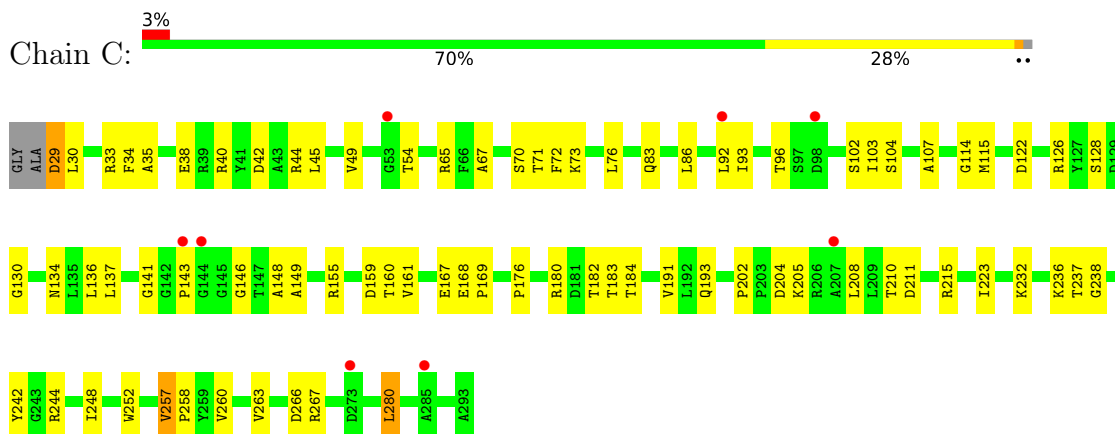 3%
Chain C:
70% 28% ••
GLY ALA D29 L30 R33 F34 A35 E38 R39 R40 Y41 D42 A43 R44 L45 V49 G53 T54 R65 F66 A67 S70 T71 F72 K73 L76 Q83 L86 L92 I93 T96 S97 D98 S102 I103 S104 A107 G114 M115 D122 R126 Y127 S128 D129
G130 N134 L135 L136 L137 G141 G142 P143 G144 G145 G146 T147 A148 A149 R155 D159 T160 V161 E167 E168 P169 P176 R180 D181 T182 T183 T184 V191 L192 Q193 P202 P203 D204 K205 R206 A207 L208 L209 T210 D211 R215 I223 K232 K236 T237 G238
Y242 G243 R244 I248 W252 V257 P258 Y259 V260 V263 D266 R267 D273 L280 A285 A293